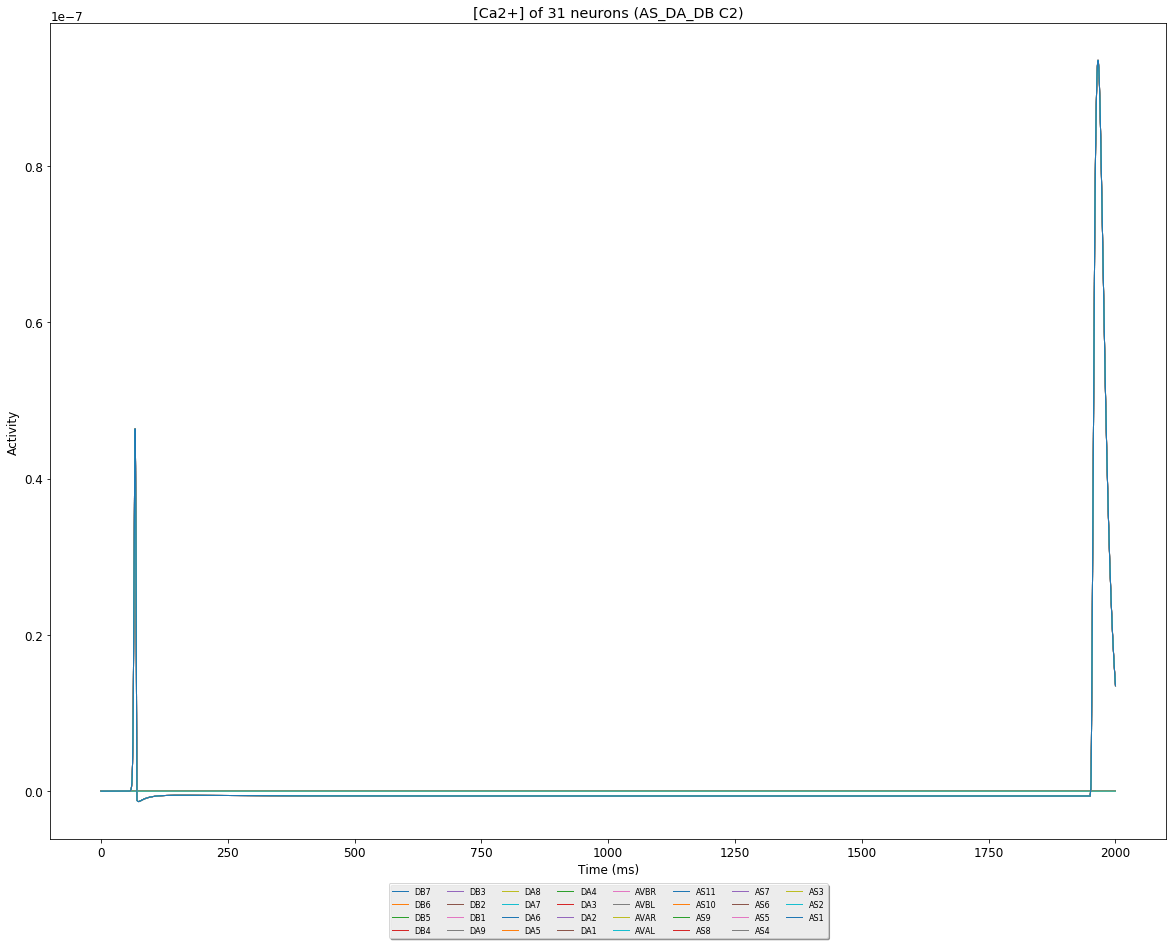 [Ca2+] of 31 neurons (AS_DA_DB C2)
1e−7
0.8
0.6
0.4
0.2
0.0
Activity
0 250 500 750 1000 1250 1500 1750 2000
Time (ms)
DB7 DB3 DA8 DA4 AVBR AS11 AS7 AS3
DB6 DB2 DA7 DA3 AVBL AS10 AS6 AS2
DB5 DB1 DA6 DA2 AVAR AS9 AS5 AS1
DB4 DA9 DA5 DA1 AVAL AS8 AS4